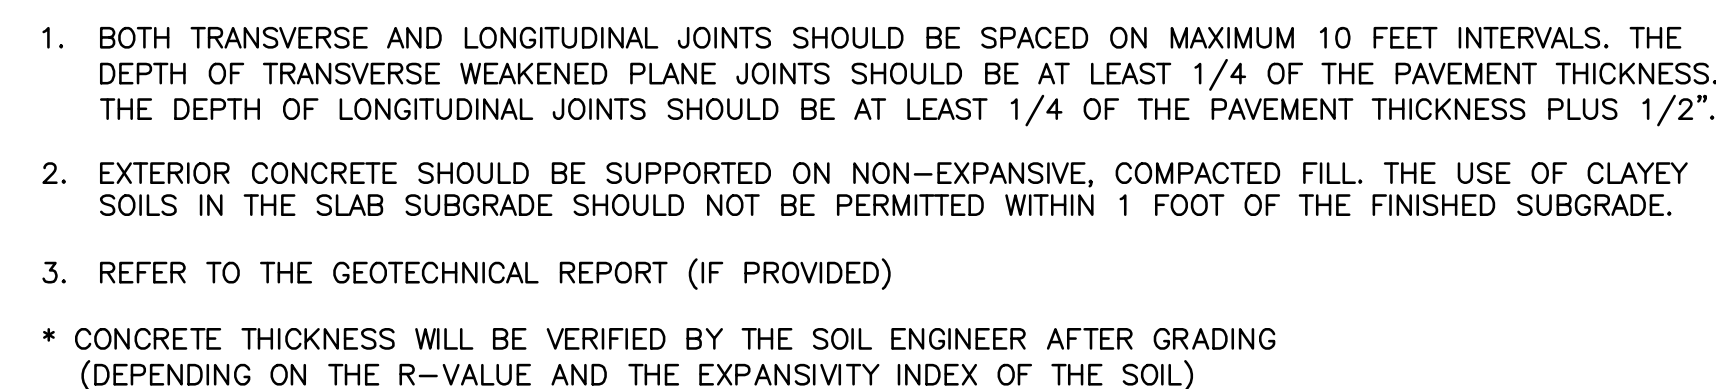 1. BOTH TRANSVERSE AND LONGITUDINAL JOINTS SHOULD BE SPACED ON MAXIMUM 10 FEET INTERVALS. THE
DEPTH OF TRANSVERSE WEAKENED PLANE JOINTS SHOULD BE AT LEAST 1/4 OF THE PAVEMENT THICKNESS.
THE DEPTH OF LONGITUDINAL JOINTS SHOULD BE AT LEAST 1/4 OF THE PAVEMENT THICKNESS PLUS 1/2”.
2. EXTERIOR CONCRETE SHOULD BE SUPPORTED ON NON-EXPANSIVE, COMPACTED FILL. THE USE OF CLAYEY
SOILS IN THE SLAB SUBGRADE SHOULD NOT BE PERMITTED WITHIN 1 FOOT OF THE FINISHED SUBGRADE.
3. REFER TO THE GEOTECHNICAL REPORT (IF PROVIDED)
* CONCRETE THICKNESS WILL BE VERIFIED BY THE SOIL ENGINEER AFTER GRADING
(DEPENDING ON THE R-VALUE AND THE EXPANSIVITY INDEX OF THE SOIL)